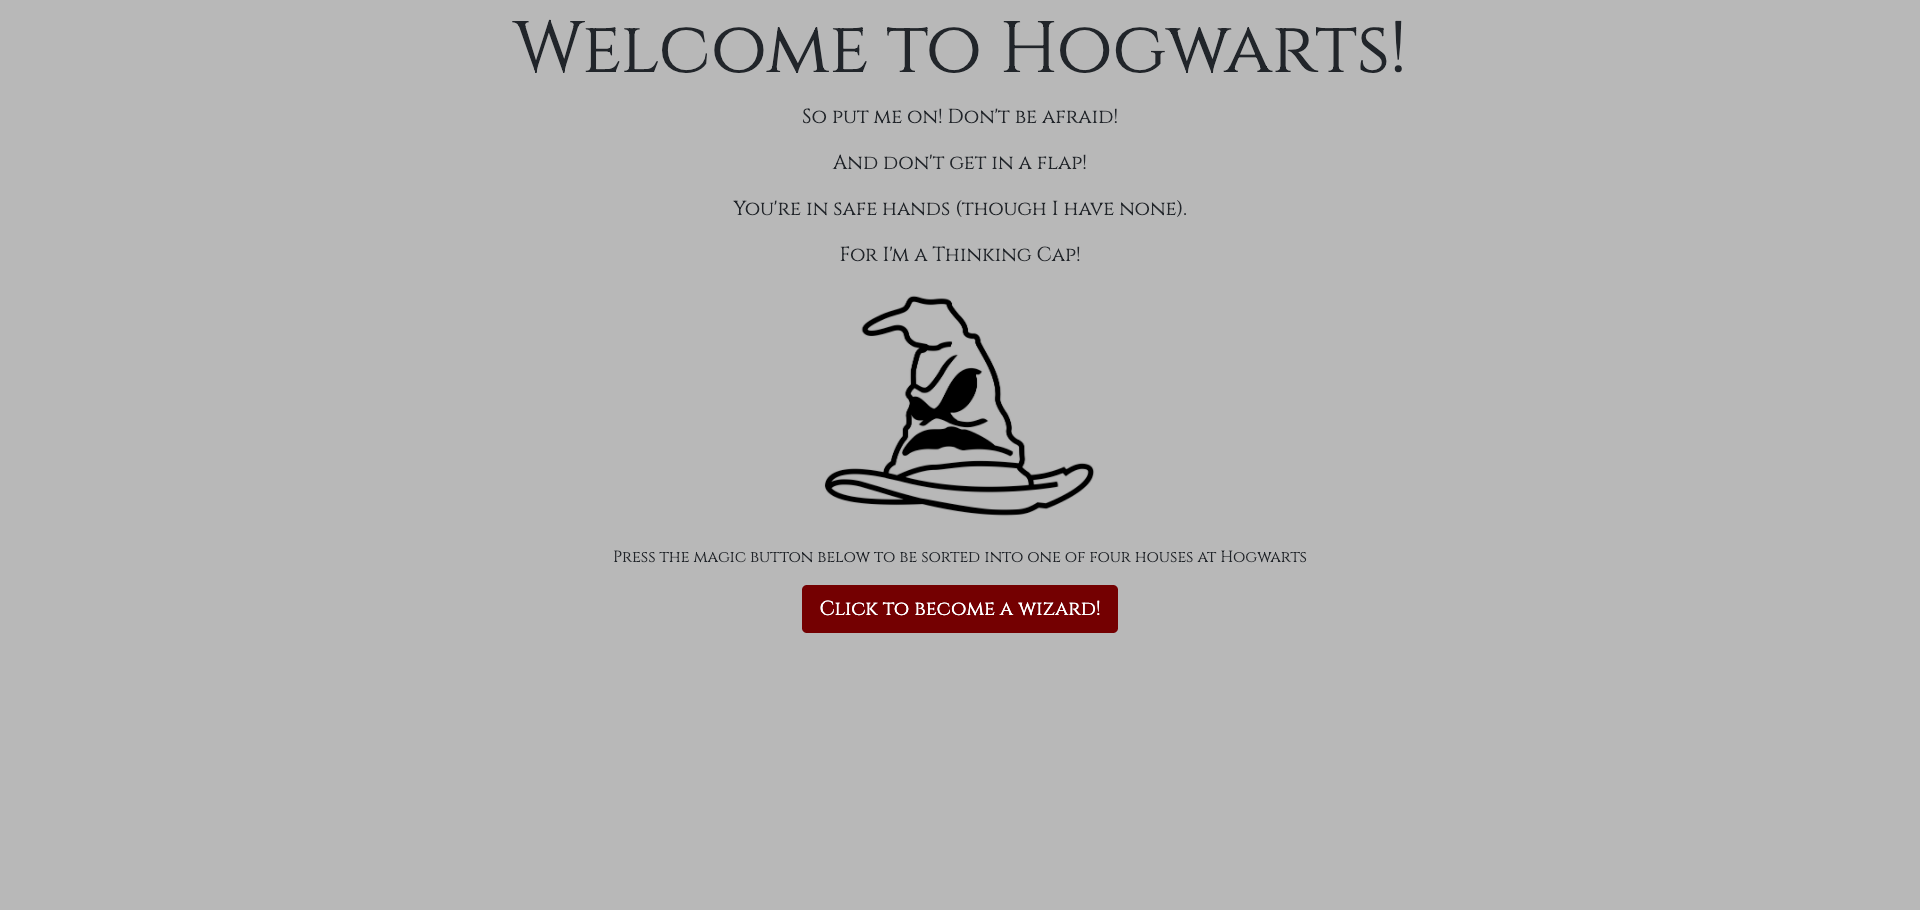 Welcome to Hogwarts!
So put me on! Don't be afraid!
And don't get in a flap!
You're in safe hands (though I have none).
For I'm a Thinking Cap!
Press the magic button below to be sorted into one of four houses at Hogwarts
Click to become a wizard!